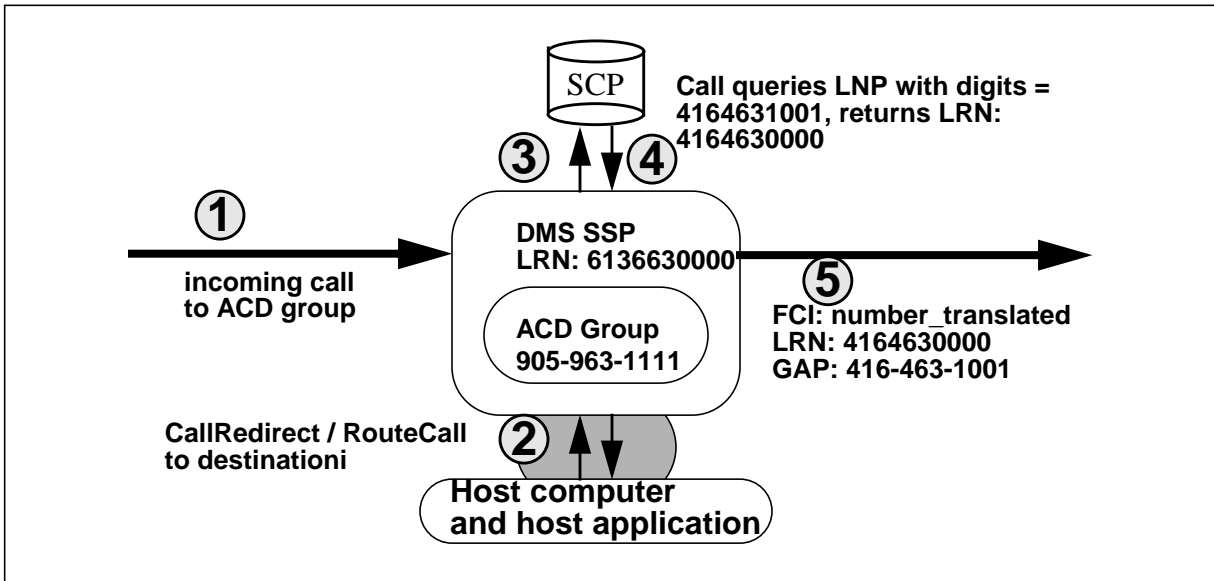 SCP
Call queries LNP with digits =
4164631001, returns LRN:
4164630000
3
4
1
incoming call
to ACD group
DMS SSP
LRN: 6136630000
ACD Group
905-963-1111
5
FCI: number_translated
LRN: 4164630000
GAP: 416-463-1001
CallRedirect / RouteCall
to destinationi
2
Host computer
and host application